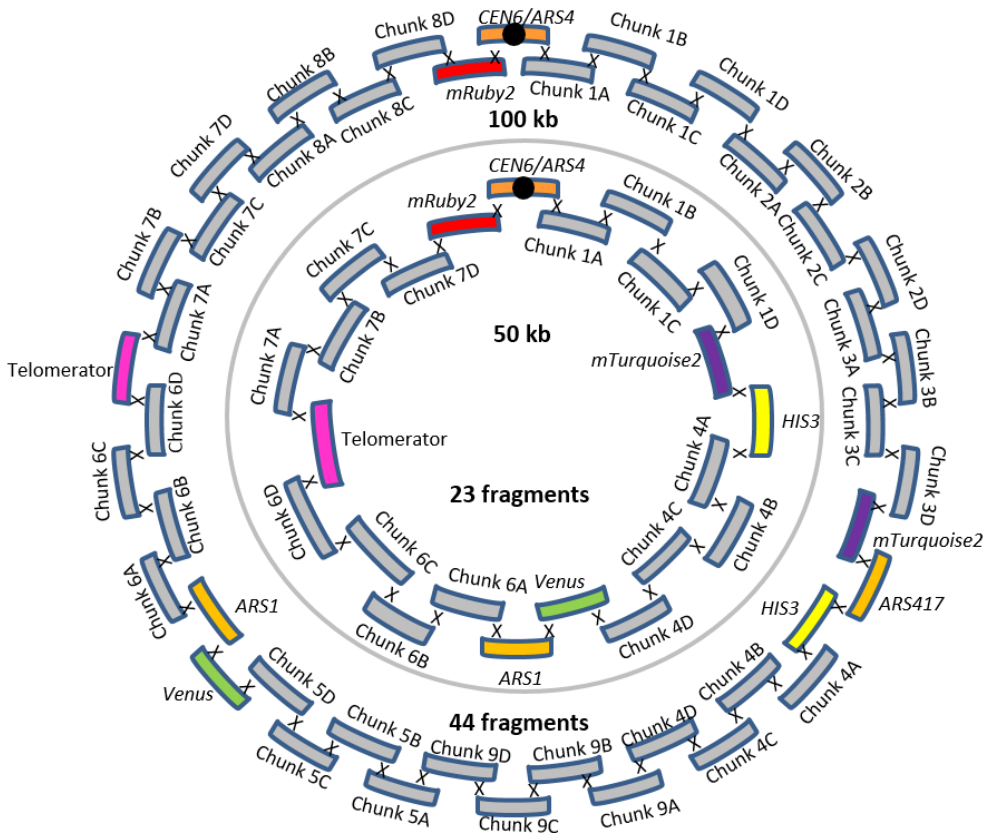 CEN6/ARS4
Chunk 1A
Chunk 1B
Chunk 1C
Chunk 1D
Chunk 2A
Chunk 2B
Chunk 2C
Chunk 2D
Chunk 3A
Chunk 3B
Chunk 3C
Chunk 3D
mTurquoise2
ARS417
HIS3
Chunk 4A
Chunk 4B
Chunk 4C
Chunk 4D
Chunk 9A
Chunk 9B
Chunk 9C
Chunk 9D
Chunk 5A
Chunk 5B
Chunk 5C
Chunk 5D
Venus
ARS1
Chunk 6A
Chunk 6B
Chunk 6C
Chunk 6D
Telomerator
Chunk 7A
Chunk 7B
Chunk 7C
Chunk 7D
Chunk 8A
Chunk 8B
Chunk 8C
Chunk 8D
mRuby2
100 kb
44 fragments
CEN6/ARS4
Chunk 1A
Chunk 1B
Chunk 1C
Chunk 1D
mTurquoise2
HIS3
Chunk 4A
Chunk 4B
Chunk 4C
Chunk 4D
Venus
ARS1
Chunk 6A
Chunk 6B
Chunk 6C
Chunk 6D
Telomerator
Chunk 7A
Chunk 7B
Chunk 7C
Chunk 7D
mRuby2
50 kb
23 fragments